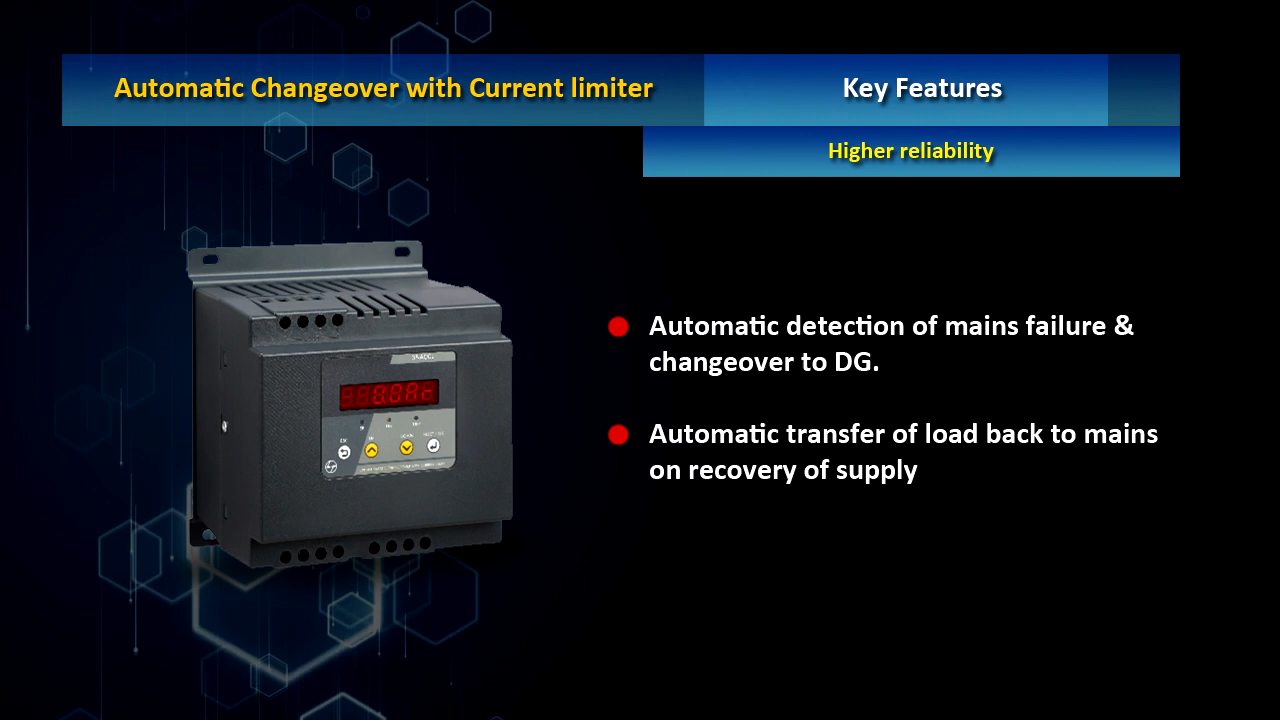 Automatic Changeover with Current limiter
Key Features
Higher reliability
Automatic detection of mains failure &
changeover to DG.
Automatic transfer of load back to mains
on recovery of supply